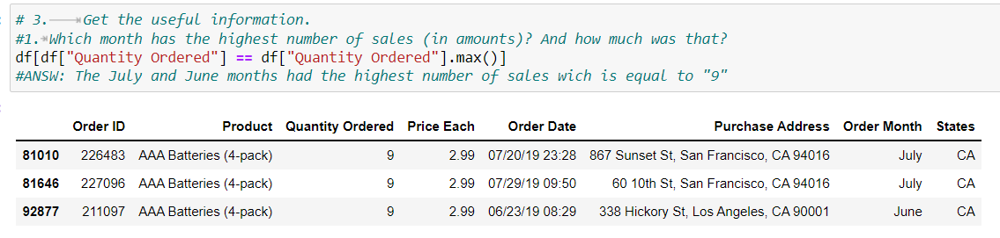 # 3. Get the useful information.
#1. Which month has the highest number of sales (in amounts)? And how much was that?
df[df["Quantity Ordered"] == df["Quantity Ordered"].max()]
#ANSW: The July and June months had the highest number of sales wich is equal to "9"
Order ID Product Quantity Ordered Price Each Order Date Purchase Address Order Month States
81010 226483 AAA Batteries (4-pack) 9 2.99 07/20/19 23:28 867 Sunset St, San Francisco, CA 94016 July CA
81646 227096 AAA Batteries (4-pack) 9 2.99 07/29/19 09:50 60 10th St, San Francisco, CA 94016 July CA
92877 211097 AAA Batteries (4-pack) 9 2.99 06/23/19 08:29 338 Hickory St, Los Angeles, CA 90001 June CA